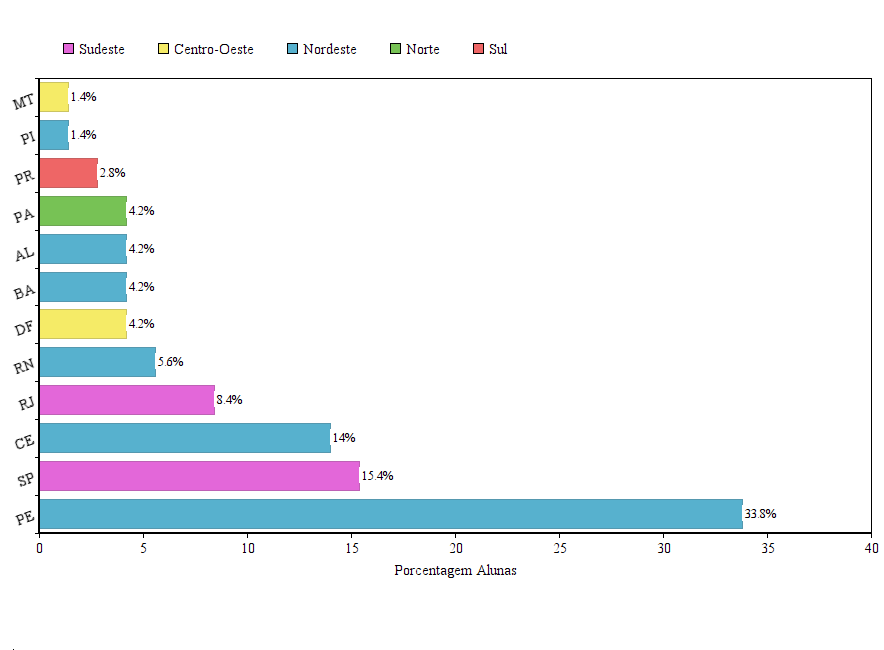 Sudeste Centro-Oeste Nordeste Norte Sul
MT 1.4%
PI 1.4%
PR 2.8%
PA 4.2%
AL 4.2%
BA 4.2%
DF 4.2%
RN 5.6%
RJ 8.4%
CE 14%
SP 15.4%
PE 33.8%
0 5 10 15 20 25 30 35 40
Porcentagem Alunas